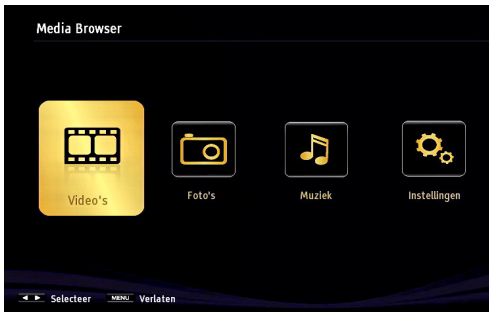 Media Browser
Video's Foto's Muziek Instellingen
◄ ► Selecteer MENU Verlaten